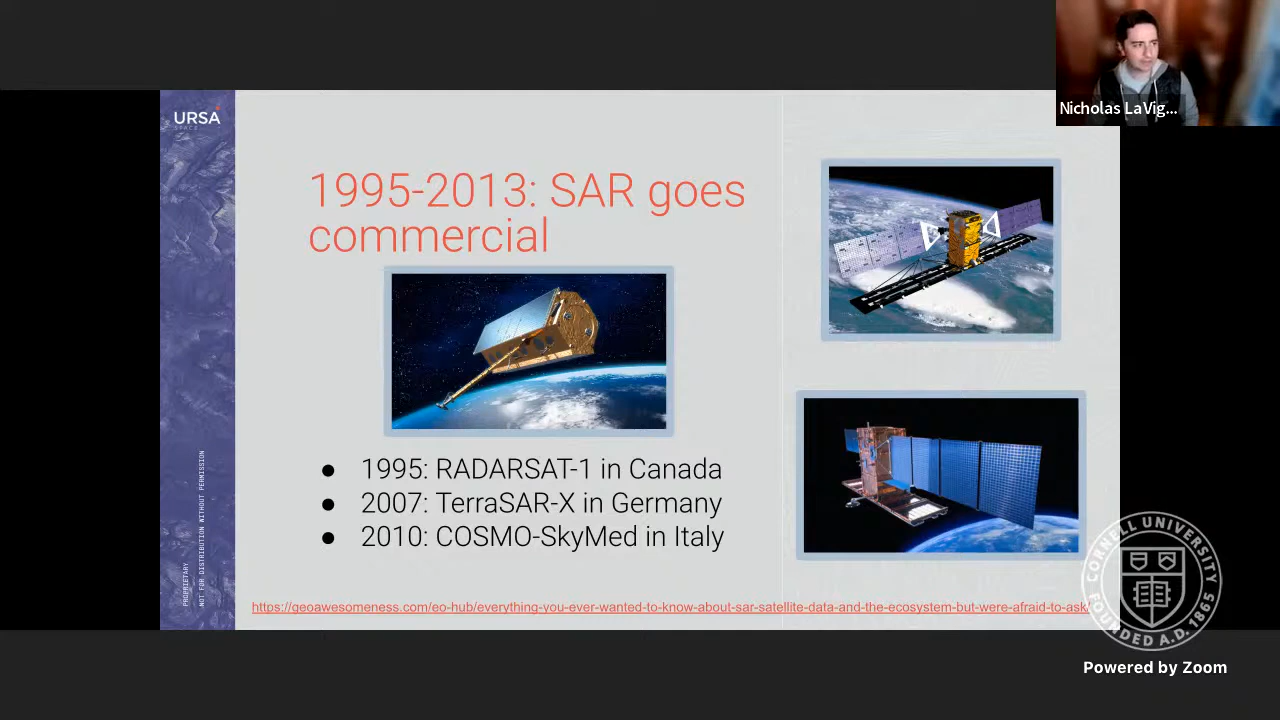 URSA
SPACE
1995-2013: SAR goes
commercial
● 1995: RADARSAT-1 in Canada
● 2007: TerraSAR-X in Germany
● 2010: COSMO-SkyMed in Italy
https://geoawesomeness.com/eo-hub/everything-you-ever-wanted-to-know-about-sar-satellite-data-and-the-ecosystem-but-were-afraid-to-ask/
PROPRIETARY
NOT FOR DISTRIBUTION WITHOUT PERMISSION
Nicholas LaVig...
CORNELL UNIVERSITY
FOUNDED A.D. 1865
Powered by Zoom